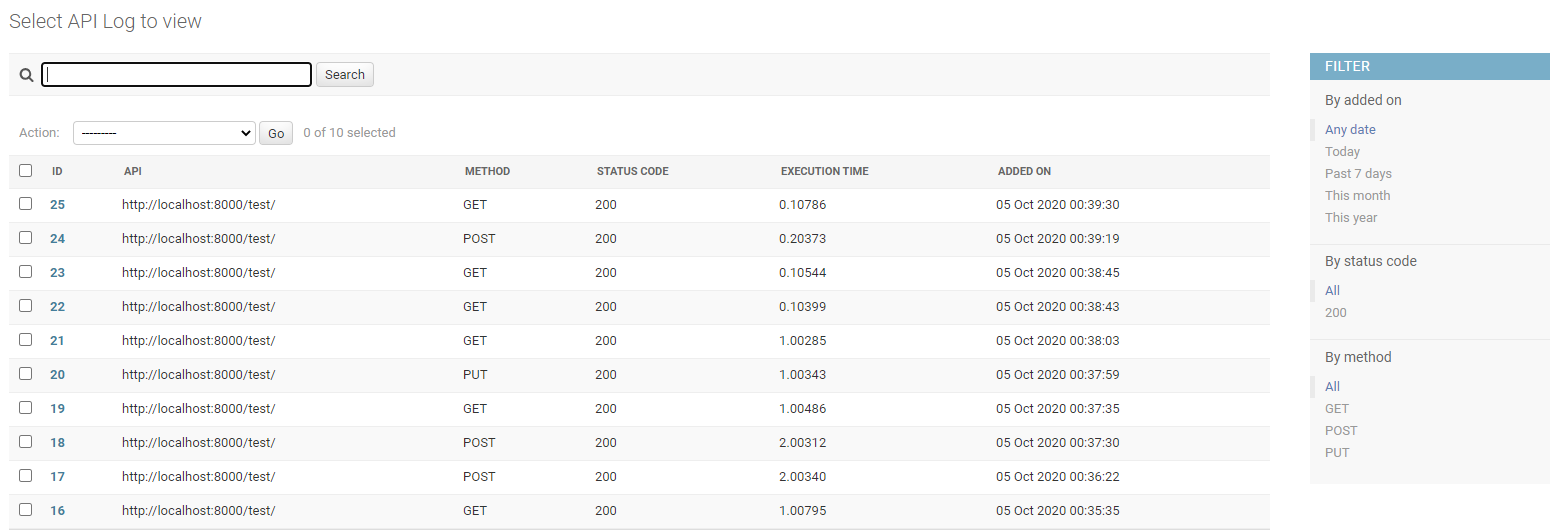 Select API Log to view
Search
Action: --------- Go 0 of 10 selected
ID API METHOD STATUS CODE EXECUTION TIME ADDED ON
25 http://localhost:8000/test/ GET 200 0.10786 05 Oct 2020 00:39:30
24 http://localhost:8000/test/ POST 200 0.20373 05 Oct 2020 00:39:19
23 http://localhost:8000/test/ GET 200 0.10544 05 Oct 2020 00:38:45
22 http://localhost:8000/test/ GET 200 0.10399 05 Oct 2020 00:38:43
21 http://localhost:8000/test/ GET 200 1.00285 05 Oct 2020 00:38:03
20 http://localhost:8000/test/ PUT 200 1.00343 05 Oct 2020 00:37:59
19 http://localhost:8000/test/ GET 200 1.00486 05 Oct 2020 00:37:35
18 http://localhost:8000/test/ POST 200 2.00312 05 Oct 2020 00:37:30
17 http://localhost:8000/test/ POST 200 2.00340 05 Oct 2020 00:36:22
16 http://localhost:8000/test/ GET 200 1.00795 05 Oct 2020 00:35:35
FILTER
By added on
Any date
Today
Past 7 days
This month
This year
By status code
All
200
By method
All
GET
POST
PUT